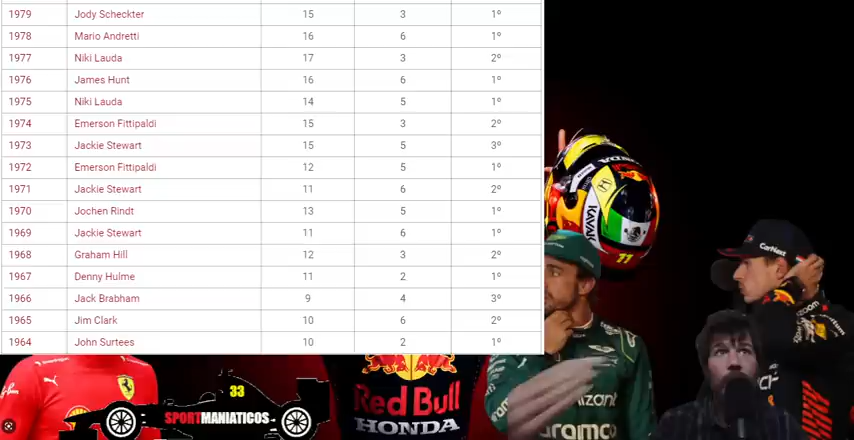 1979 Jody Scheckter 15 3 1º
1978 Mario Andretti 16 6 1º
1977 Niki Lauda 17 3 2º
1976 James Hunt 16 6 1º
1975 Niki Lauda 14 5 1º
1974 Emerson Fittipaldi 15 3 2º
1973 Jackie Stewart 15 5 3º
1972 Emerson Fittipaldi 12 5 1º
1971 Jackie Stewart 11 6 2º
1970 Jochen Rindt 13 5 1º
1969 Jackie Stewart 11 6 1º
1968 Graham Hill 12 3 2º
1967 Denny Hulme 11 2 1º
1966 Jack Brabham 9 4 3º
1965 Jim Clark 10 6 2º
1964 John Surtees 10 2 1º
HONDA
11
CarNext
33
SPORTMANIATICOS
Red Bull
HONDA
aramco